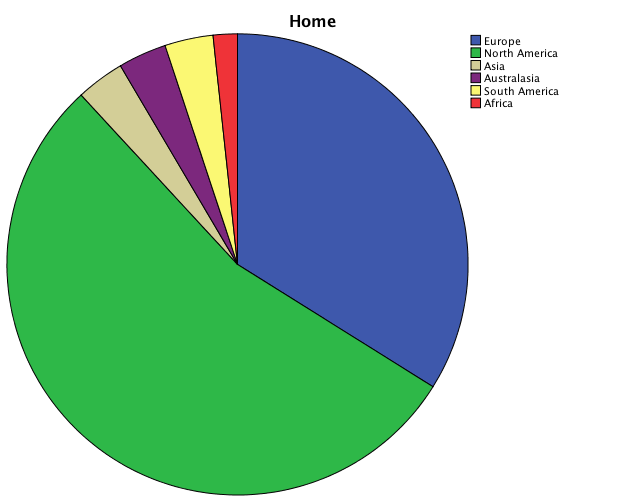 Home
Europe
North America
Asia
Australasia
South America
Africa